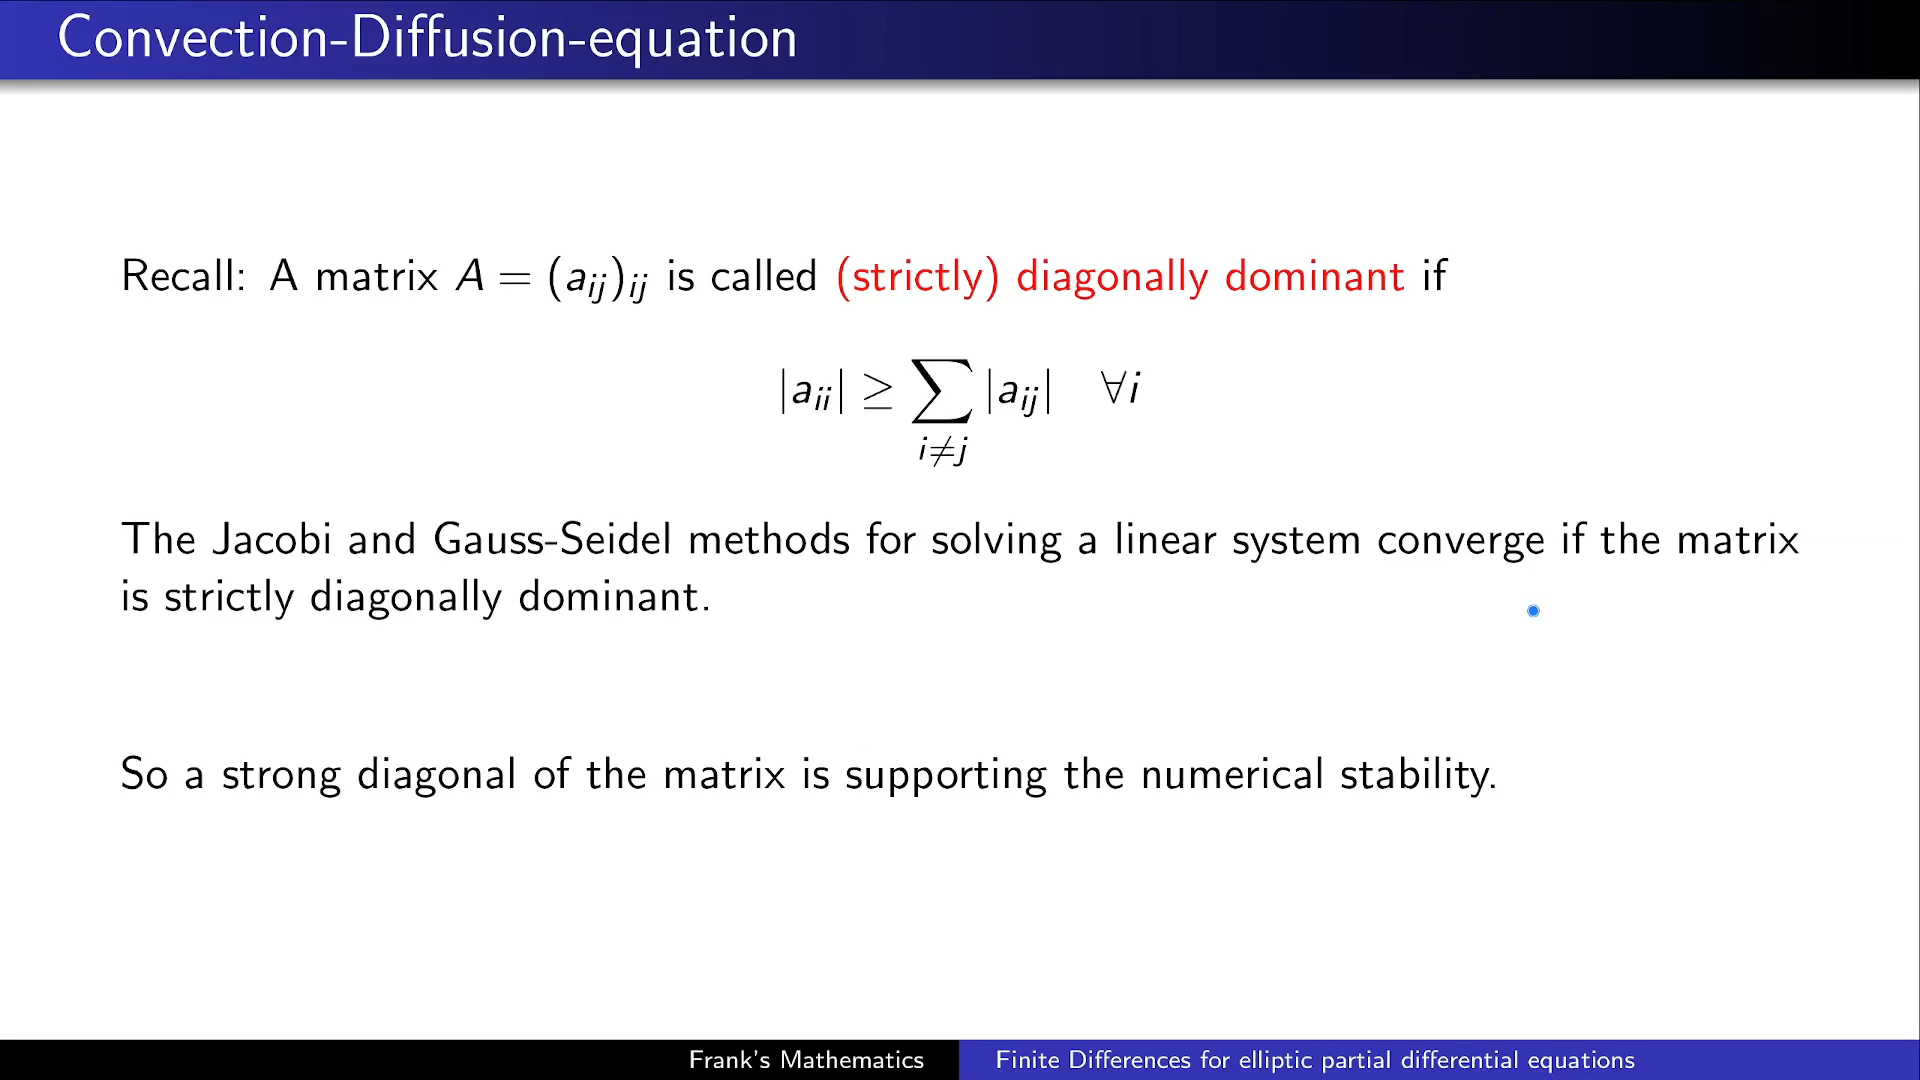 Convection-Diffusion-equation
Recall: A matrix A = (a_{ij})_{ij} is called (strictly) diagonally dominant if
|a_{ii}| ≥ ∑_{i≠j} |a_{ij}| ∀i
The Jacobi and Gauss-Seidel methods for solving a linear system converge if the matrix
is strictly diagonally dominant.
So a strong diagonal of the matrix is supporting the numerical stability.
Frank's Mathematics
Finite Differences for elliptic partial differential equations